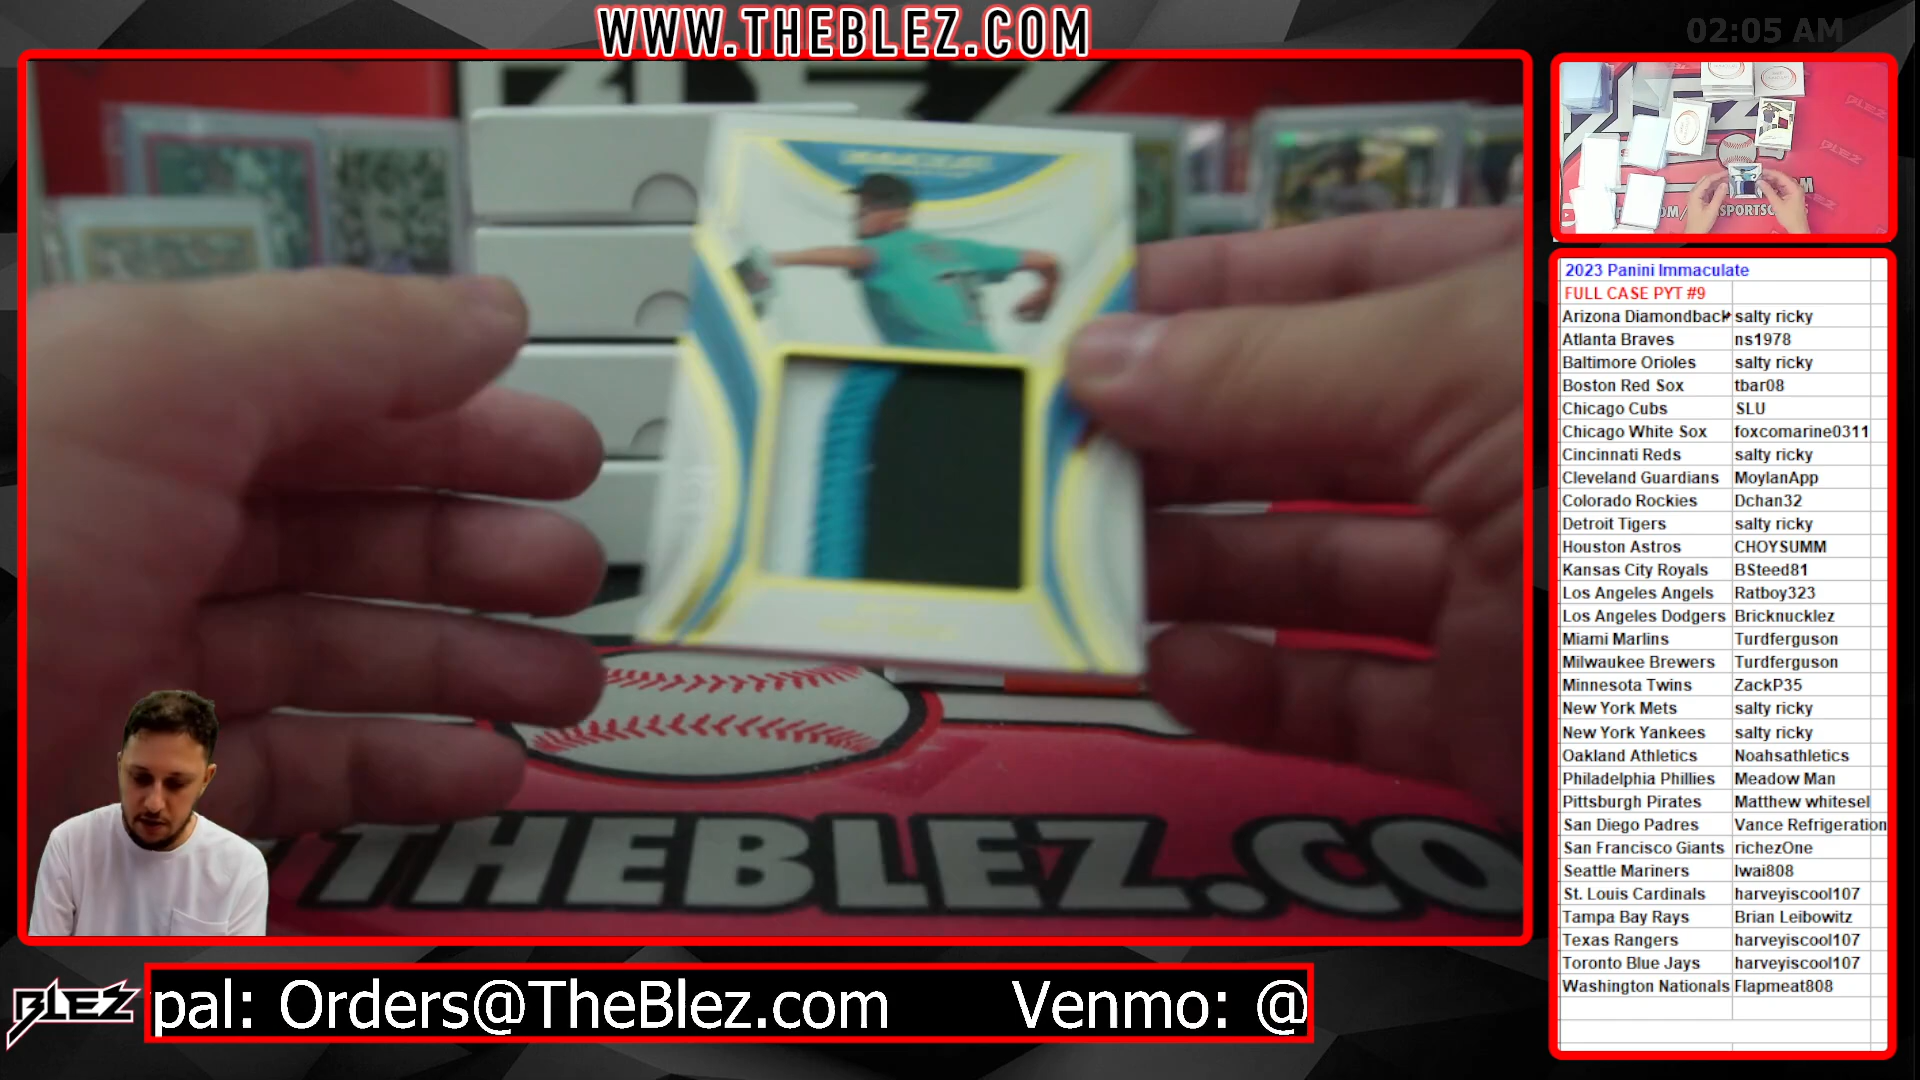 WWW.THEBLEZ.COM
02:05 AM
BLEZ
BLEZ
SPORTSC
2023 Panini Immaculate
FULL CASE PYT #9
Arizona Diamondback salty ricky
Atlanta Braves ns1978
Baltimore Orioles salty ricky
Boston Red Sox tbar08
Chicago Cubs SLU
Chicago White Sox foxcomarine0311
Cincinnati Reds salty ricky
Cleveland Guardians MoylanApp
Colorado Rockies Dchan32
Detroit Tigers salty ricky
Houston Astros CHOYSUMM
Kansas City Royals BSteed81
Los Angeles Angels Ratboy323
Los Angeles Dodgers Bricknucklez
Miami Marlins Turdferguson
Milwaukee Brewers Turdferguson
Minnesota Twins ZackP35
New York Mets salty ricky
New York Yankees salty ricky
Oakland Athletics Noahsathletics
Philadelphia Phillies Meadow Man
Pittsburgh Pirates Matthew whitesel
San Diego Padres Vance Refrigeration
San Francisco Giants richezOne
Seattle Mariners lwai808
St. Louis Cardinals harveyiscool107
Tampa Bay Rays Brian Leibowitz
Texas Rangers harveyiscool107
Toronto Blue Jays harveyiscool107
Washington Nationals Flapmeat808
THEBLEZ.CO
BLEZ
pal: Orders@TheBlez.com Venmo: @